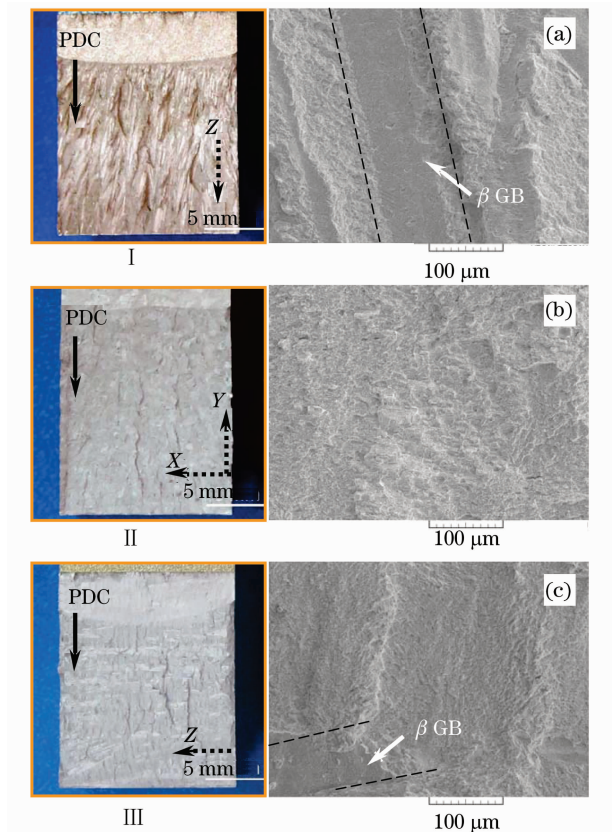 PDC
Z
5 mm
I
(a)
β GB
100 μm
PDC
Y
X
5 mm
II
(b)
100 μm
PDC
Z
5 mm
III
(c)
β GB
100 μm